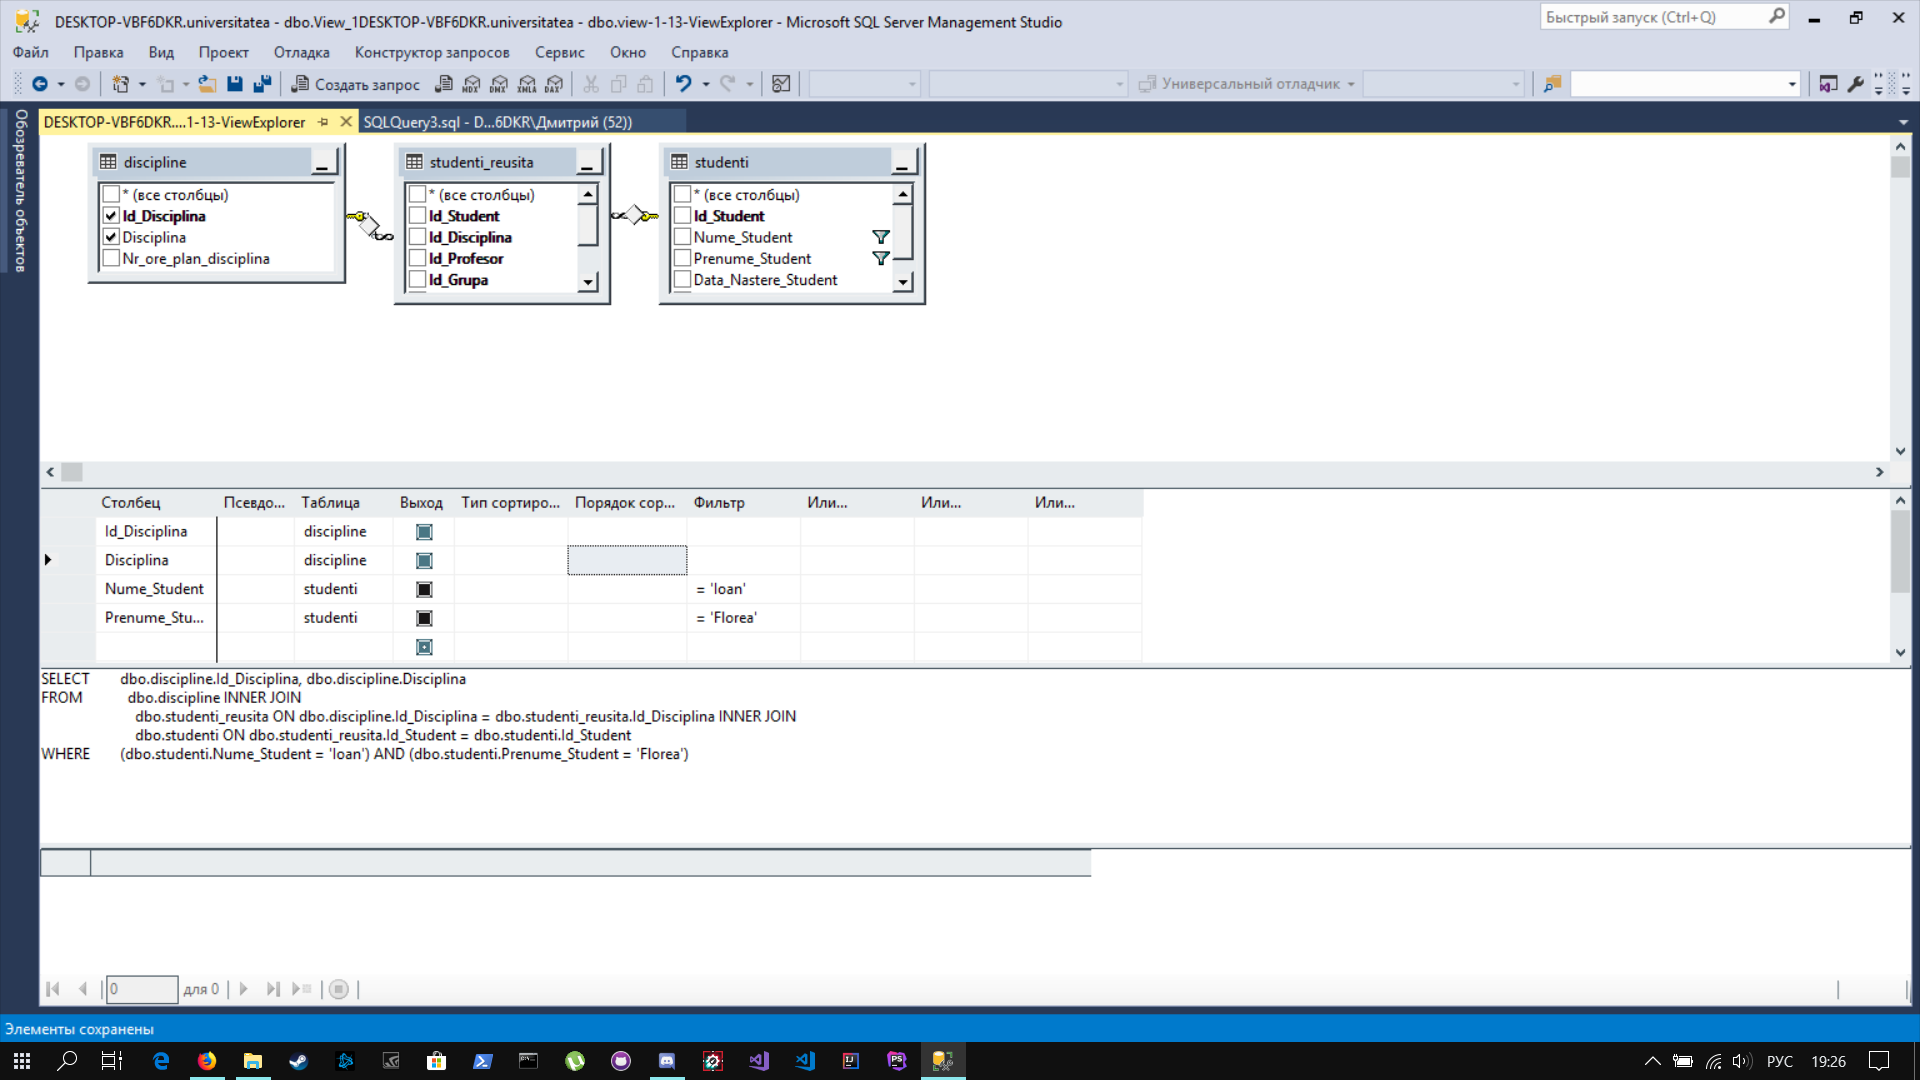 DESKTOP-VBF6DKR.universitatea - dbo.View_1DESKTOP-VBF6DKR.universitatea - dbo.view-1-13-ViewExplorer - Microsoft SQL Server Management Studio
Быстрый запуск (Ctrl+Q)
Файл Правка Вид Проект Отладка Конструктор запросов Сервис Окно Справка
Создать запрос MDX DMX XMLA DAX Универсальный отладчик
Обозреватель объектов
DESKTOP-VBF6DKR....1-13-ViewExplorer SQLQuery3.sql - D...6DKR\Дмитрий (52))
discipline
* (все столбцы)
Id_Disciplina
Disciplina
Nr_ore_plan_disciplina
studenti_reusita
* (все столбцы)
Id_Student
Id_Disciplina
Id_Profesor
Id_Grupa
studenti
* (все столбцы)
Id_Student
Nume_Student
Prenume_Student
Data_Nastere_Student
Столбец Псевдо... Таблица Выход Тип сортиро... Порядок сор... Фильтр Или... Или... Или...
Id_Disciplina discipline
Disciplina discipline
Nume_Student studenti = 'Ioan'
Prenume_Stu... studenti = 'Florea'
SELECT dbo.discipline.Id_Disciplina, dbo.discipline.Disciplina
FROM dbo.discipline INNER JOIN
dbo.studenti_reusita ON dbo.discipline.Id_Disciplina = dbo.studenti_reusita.Id_Disciplina INNER JOIN
dbo.studenti ON dbo.studenti_reusita.Id_Student = dbo.studenti.Id_Student
WHERE (dbo.studenti.Nume_Student = 'Ioan') AND (dbo.studenti.Prenume_Student = 'Florea')
0 для 0
Элементы сохранены
РУС 19:26